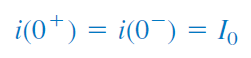 i(0⁺) = i(0⁻) = I₀